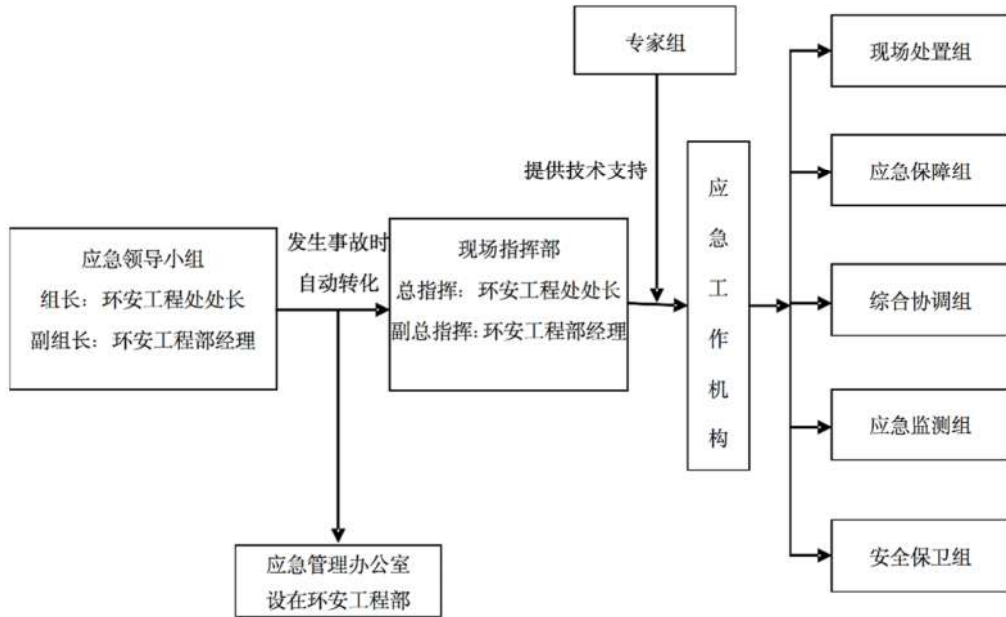 专家组
提供技术支持
应急领导小组
组长：环安工程处处长
副组长：环安工程部经理
发生事故时
自动转化
现场指挥部
总指挥：环安工程处处长
副总指挥：环安工程部经理
应
急
工
作
机
构
现场处置组
应急保障组
综合协调组
应急监测组
安全保卫组
应急管理办公室
设在环安工程部